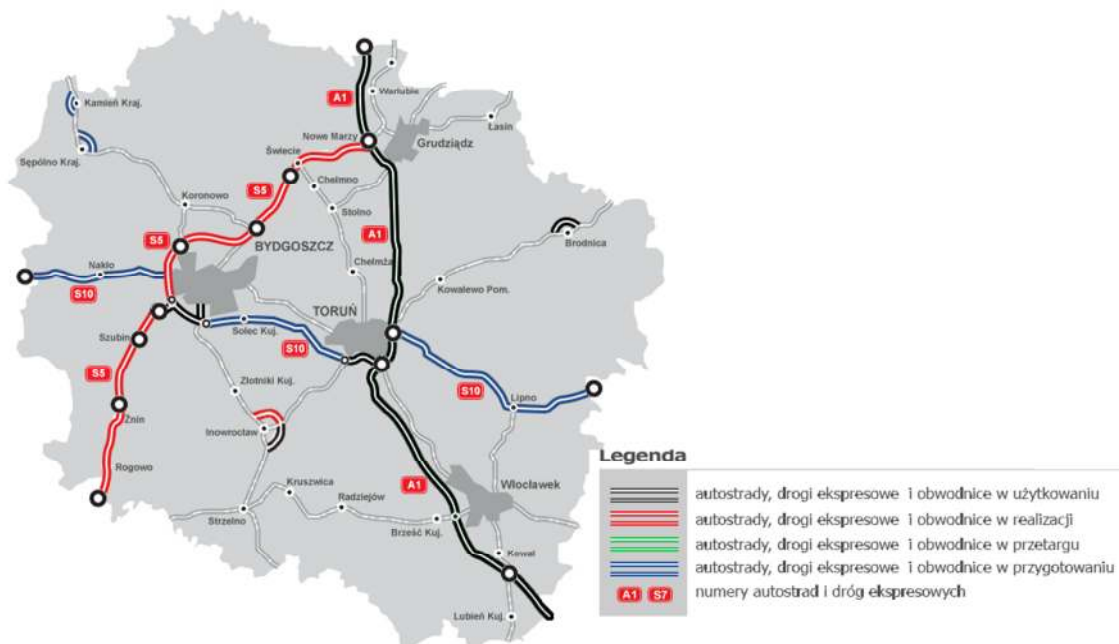 Kamień Kraj.
A1
Warlubie
Łasin
Nowe Marzy
Grudziądz
Sępólno Kraj.
Świecie
Chełmno
S5
Stolno
Koronowo
A1
Brodnica
S5
BYDGOSZCZ
Nakło
Chełmża
Kowalewo Pom.
S10
TORUŃ
Solec Kuj.
Szubin
S10
S5
Złotniki Kuj.
S10
Lipno
Żnin
Inowrocław
Rogowo
Kruszwica
A1
Włocławek
Radziejów
Strzelno
Brześć Kuj.
Kowal
Lubień Kuj.
Legenda
autostrady, drogi ekspresowe i obwodnice w użytkowaniu
autostrady, drogi ekspresowe i obwodnice w realizacji
autostrady, drogi ekspresowe i obwodnice w przetargu
autostrady, drogi ekspresowe i obwodnice w przygotowaniu
A1 S7 numery autostrad i dróg ekspresowych